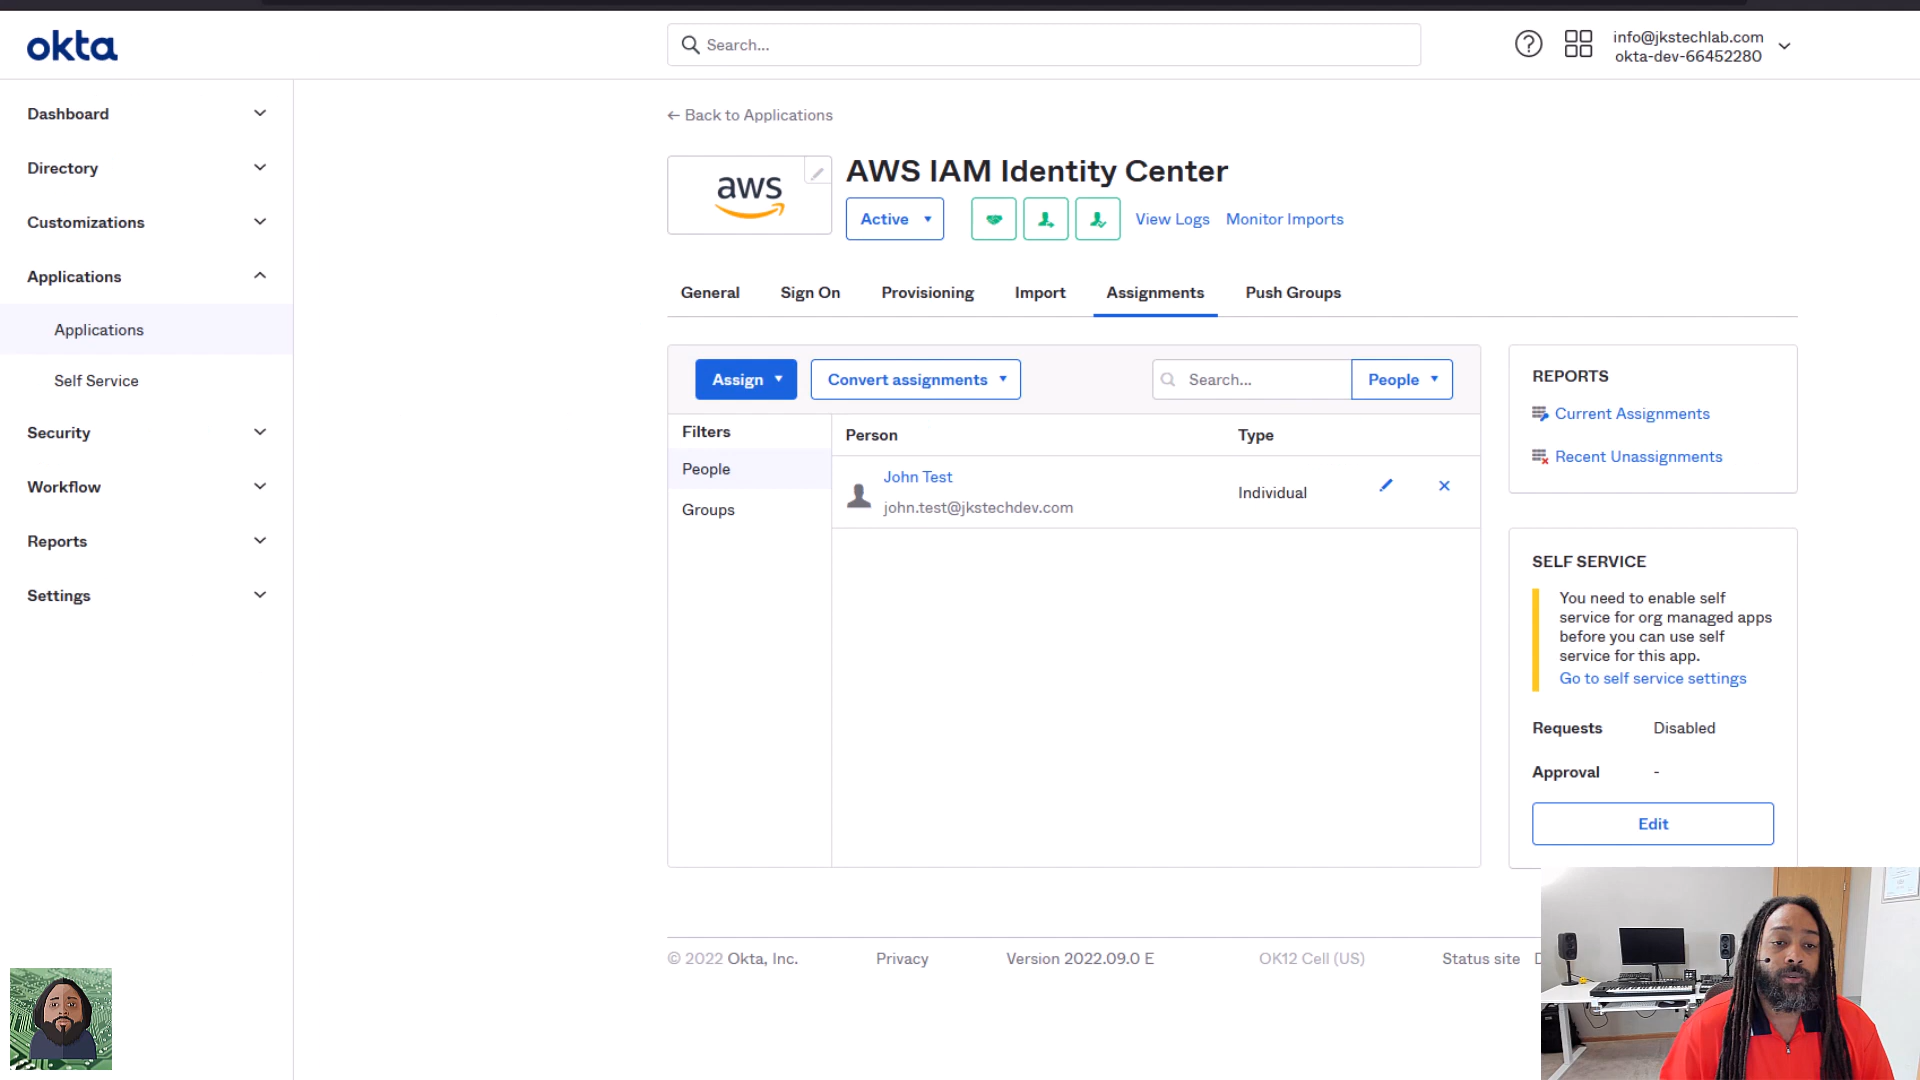 okta
Search...
info@jkstechlab.com
okta-dev-66452280
Dashboard
Directory
Customizations
Applications
Applications
Self Service
Security
Workflow
Reports
Settings
← Back to Applications
aws
AWS IAM Identity Center
Active
View Logs
Monitor Imports
General
Sign On
Provisioning
Import
Assignments
Push Groups
Assign
Convert assignments
Search...
People
Filters
People
Groups
Person
Type
John Test
john.test@jkstechdev.com
Individual
REPORTS
Current Assignments
Recent Unassignments
SELF SERVICE
You need to enable self
service for org managed apps
before you can use self
service for this app.
Go to self service settings
Requests
Disabled
Approval
-
Edit
© 2022 Okta, Inc.
Privacy
Version 2022.09.0 E
OK12 Cell (US)
Status site